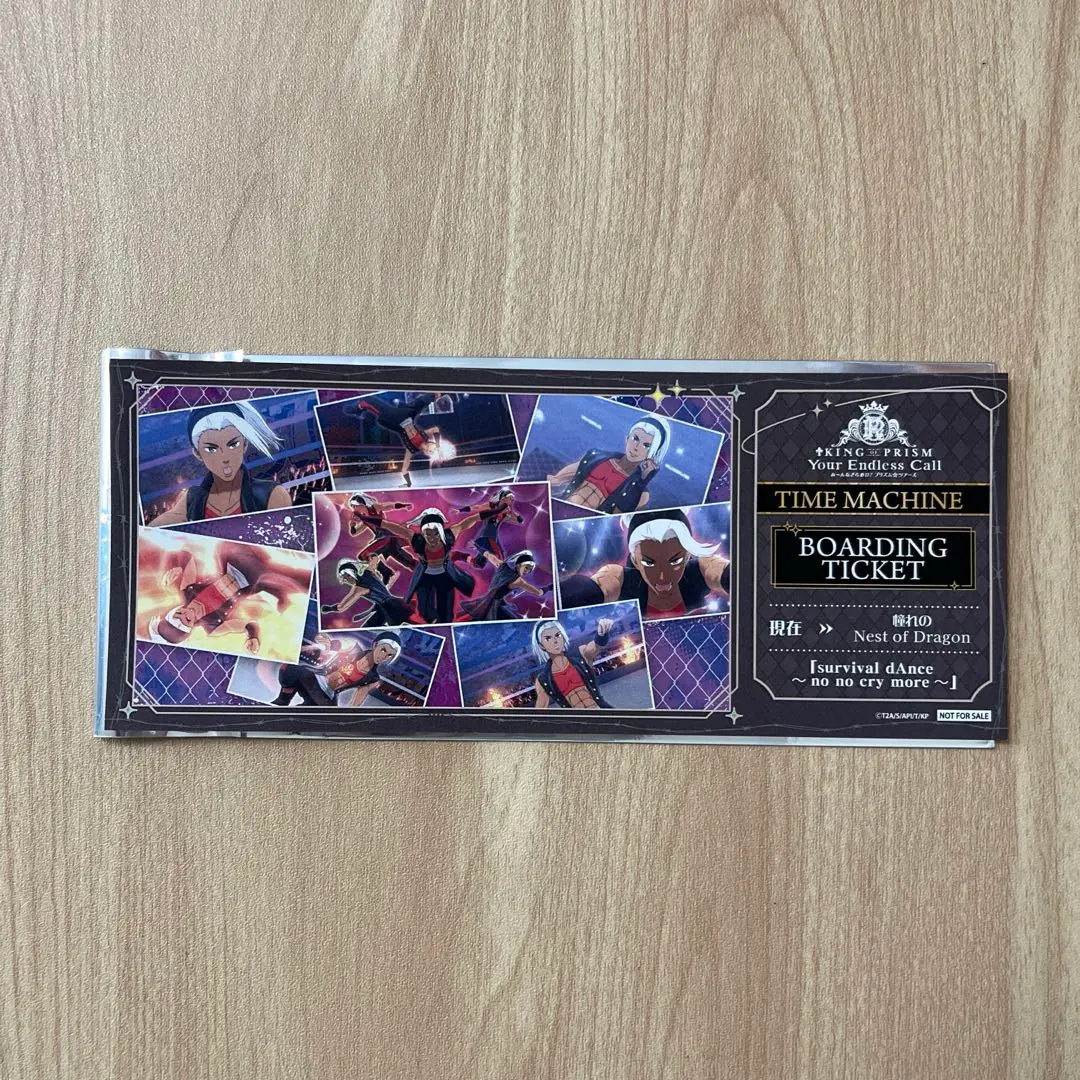 KING OF PRISM
Your Endless Call
み～んなきらめけ！プリズム☆ツアーズ
TIME MACHINE
BOARDING
TICKET
現在 >> 憧れの
Nest of Dragon
「survival dAnce
～ no no cry more ～」
©T2A/S/API/T/KP
NOT FOR SALE